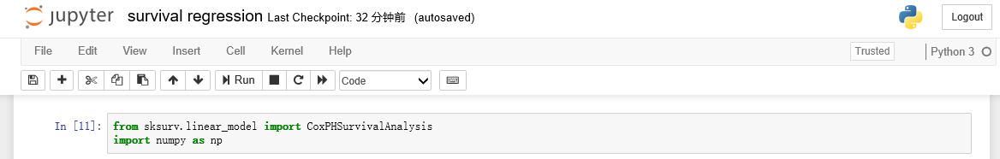 jupyter survival regression Last Checkpoint: 32 分钟前 (autosaved)
Logout
File Edit View Insert Cell Kernel Help
Trusted Python 3
Run Code
In [11]: from sksurv.linear_model import CoxPHSurvivalAnalysis
import numpy as np